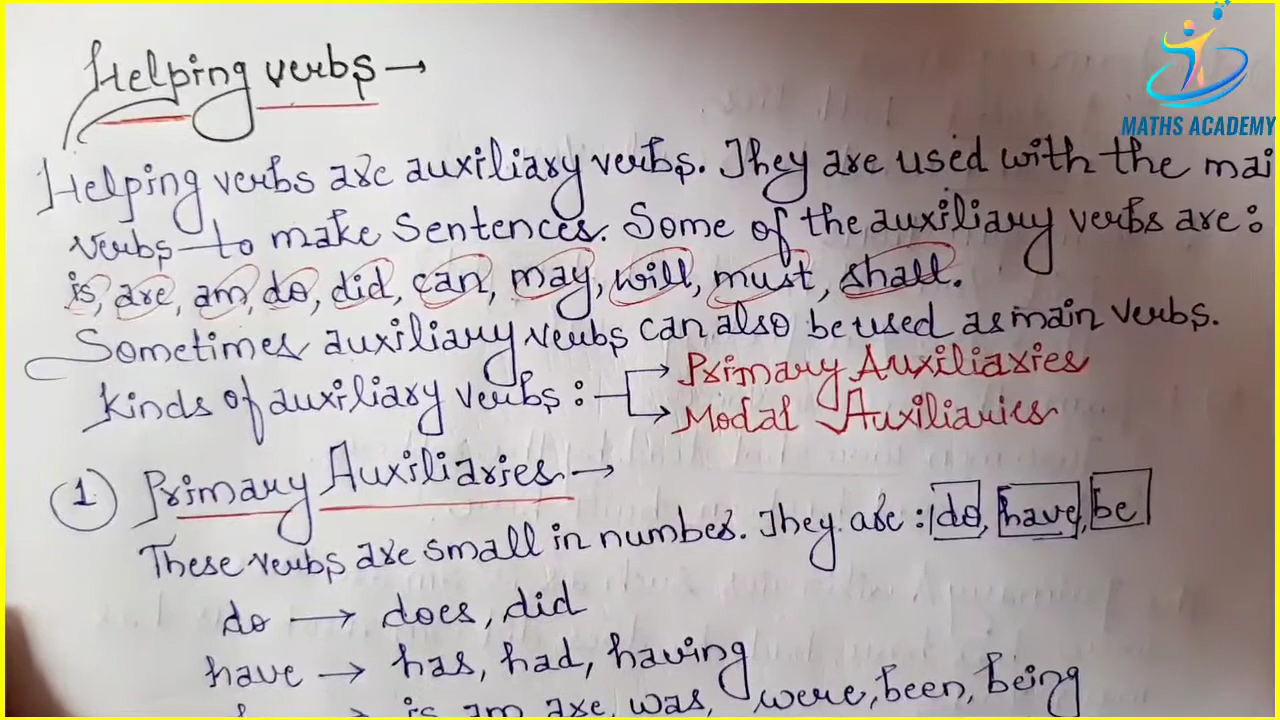 Helping verbs →
MATHS ACADEMY
Helping verbs are auxiliary verbs. They are used with the mai
verbs to make Sentences. Some of the auxiliary verbs are:
is, are, am, do, did, can, may, will, must, shall.
Sometimes auxiliary verbs can also be used as main verbs.
Kinds of auxiliary verbs : → Primary Auxiliaries
→ Modal Auxiliaries
1. Primary Auxiliaries →
These verbs are small in number. They are : do, have, be
do → does, did
have → has, had, having
is, am, are, was, were, been, being